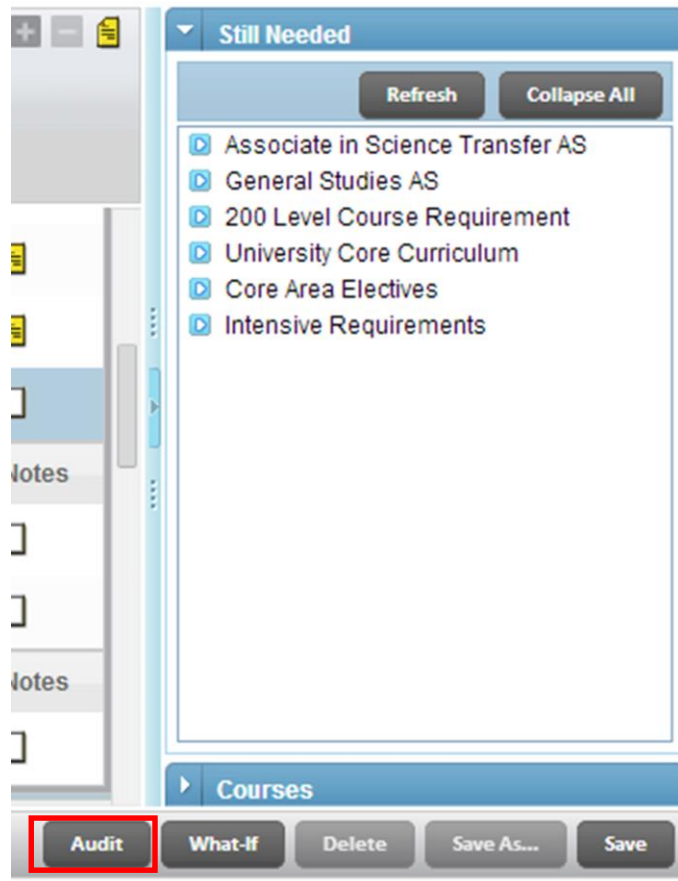 Still Needed
Refresh Collapse All
Associate in Science Transfer AS
General Studies AS
200 Level Course Requirement
University Core Curriculum
Core Area Electives
Intensive Requirements
Notes
Notes
Courses
Audit What-If Delete Save As... Save